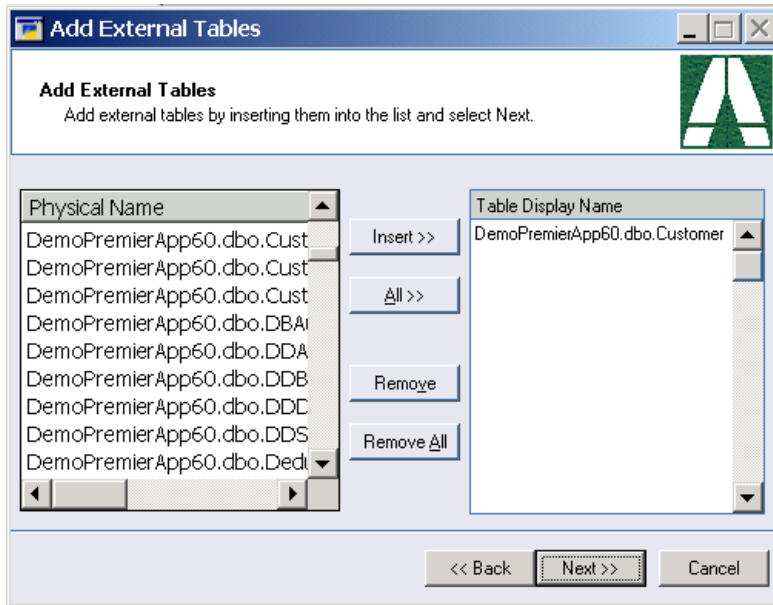 Add External Tables
Add External Tables
Add external tables by inserting them into the list and select Next.
Physical Name
DemoPremierApp60.dbo.Cust
DemoPremierApp60.dbo.Cust
DemoPremierApp60.dbo.Cust
DemoPremierApp60.dbo.DBA
DemoPremierApp60.dbo.DDA
DemoPremierApp60.dbo.DDB
DemoPremierApp60.dbo.DDD
DemoPremierApp60.dbo.DDS
DemoPremierApp60.dbo.Dedu
Insert >>
All >>
Remove
Remove All
Table Display Name
DemoPremierApp60.dbo.Customer
<< Back
Next >>
Cancel